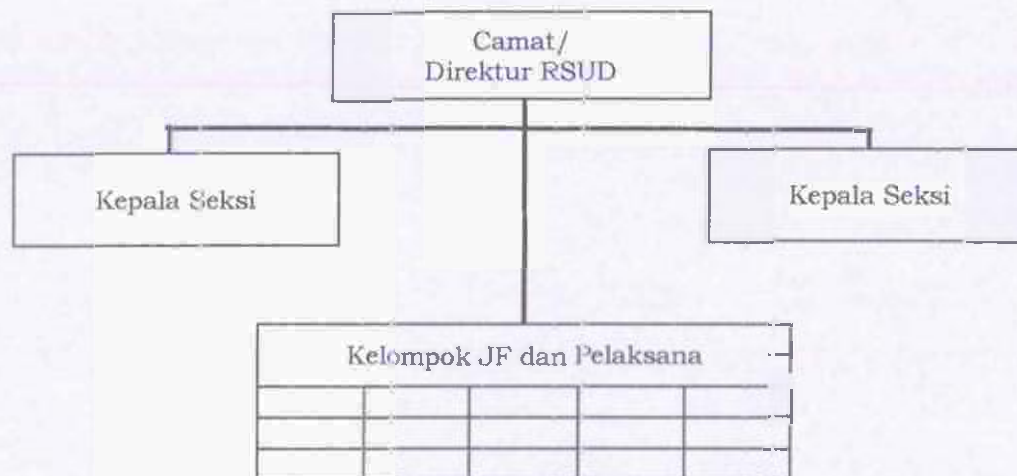 Camat/
Direktur RSUD
Kepala Seksi
Kepala Seksi
Kelompok JF dan Pelaksana